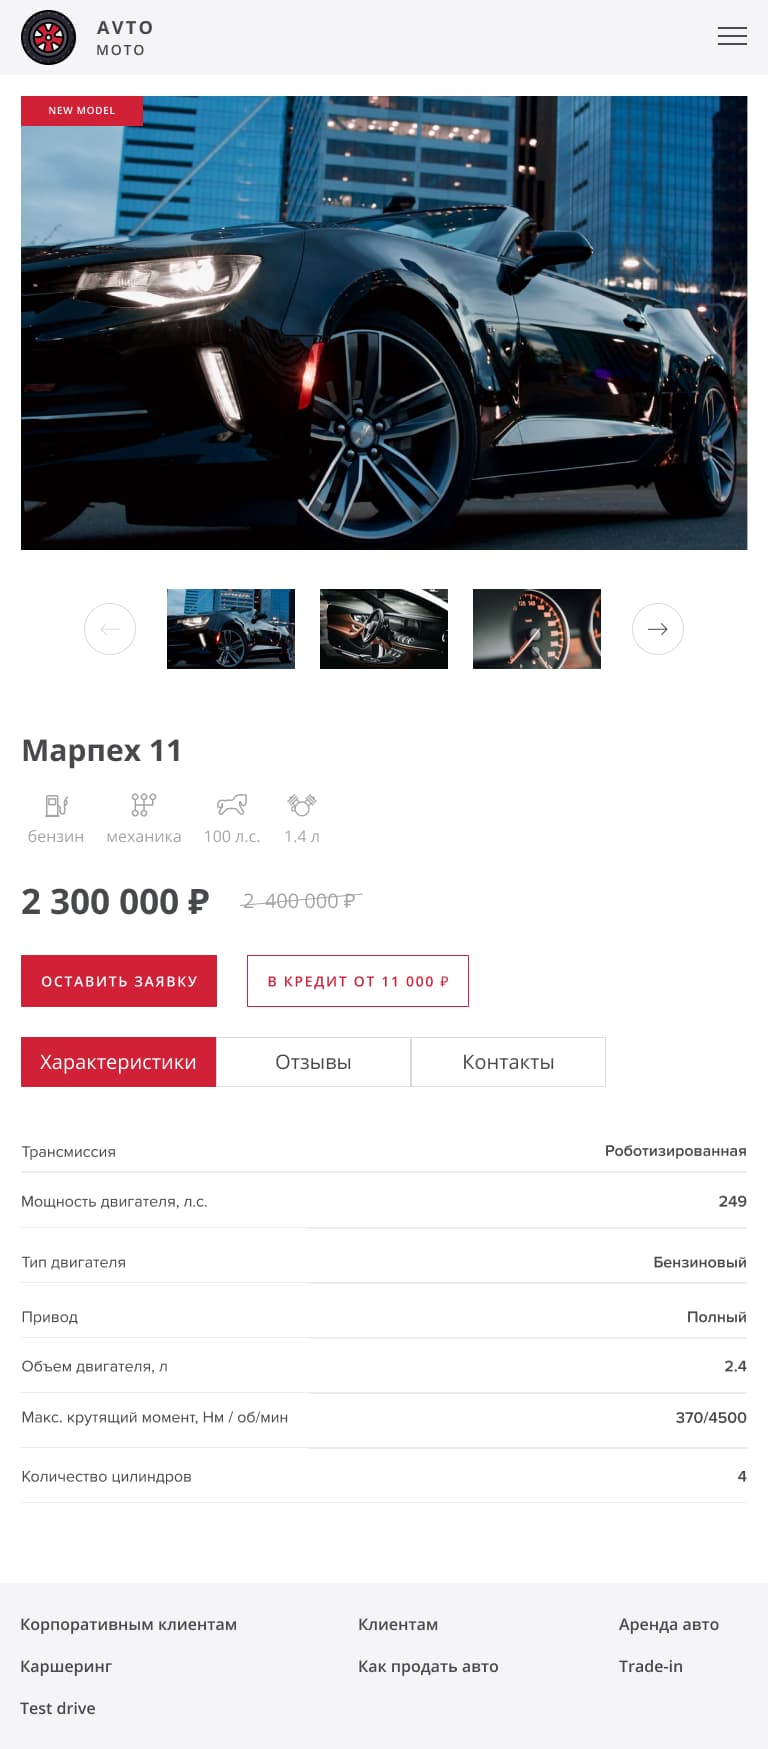 AVTO
MOTO
NEW MODEL
Марпех 11
бензин механика 100 л.с. 1.4 л
2 300 000 ₽ 2 400 000 ₽
ОСТАВИТЬ ЗАЯВКУ В КРЕДИТ ОТ 11 000 ₽
Характеристики Отзывы Контакты
Трансмиссия Роботизированная
Мощность двигателя, л.с. 249
Тип двигателя Бензиновый
Привод Полный
Объем двигателя, л 2.4
Макс. крутящий момент, Нм / об/мин 370/4500
Количество цилиндров 4
Корпоративным клиентам Клиентам Аренда авто
Каршеринг Как продать авто Trade-in
Test drive